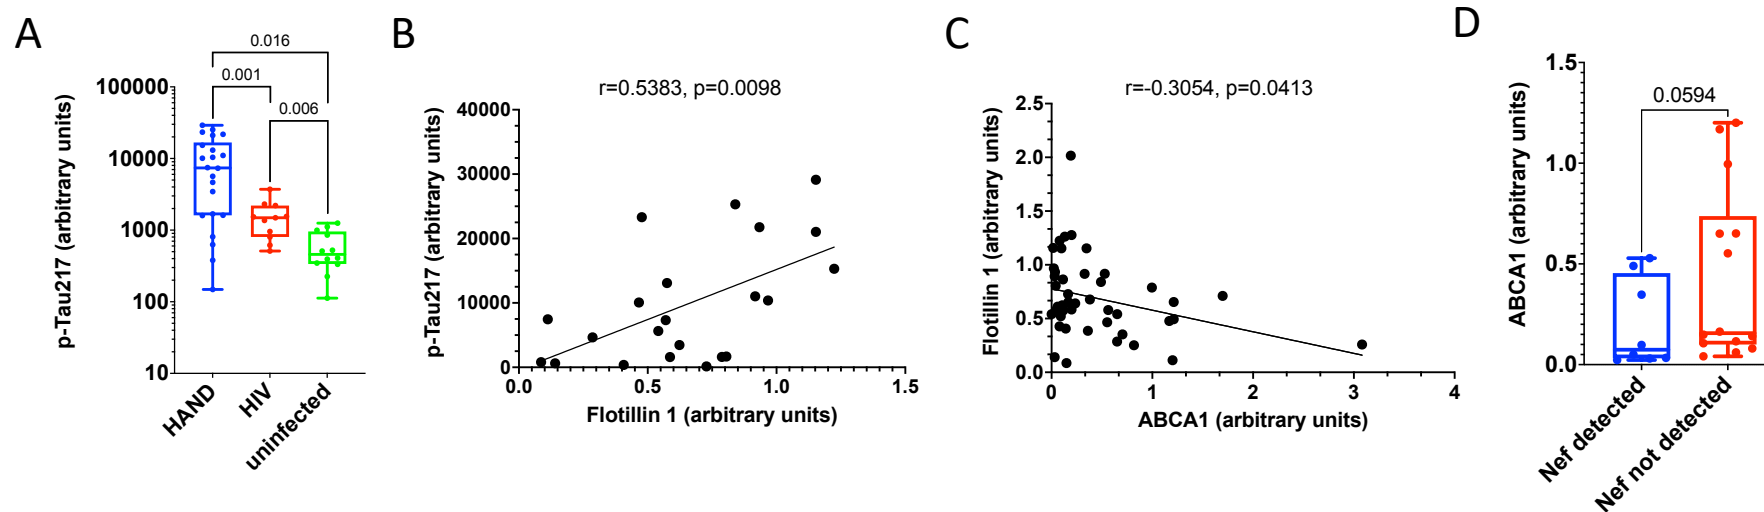 A
0.016
0.001
0.006
100000
10000
1000
100
10
p-Tau217 (arbitrary units)
HAND
HIV
uninfected
B
r=0.5383, p=0.0098
40000
30000
20000
10000
0
p-Tau217 (arbitrary units)
0.0
0.5
1.0
1.5
Flotillin 1 (arbitrary units)
C
r=-0.3054, p=0.0413
2.5
2.0
1.5
1.0
0.5
0.0
Flotillin 1 (arbitrary units)
0
1
2
3
4
ABCA1 (arbitrary units)
D
0.0594
1.5
1.0
0.5
0.0
ABCA1 (arbitrary units)
Nef detected
Nef not detected